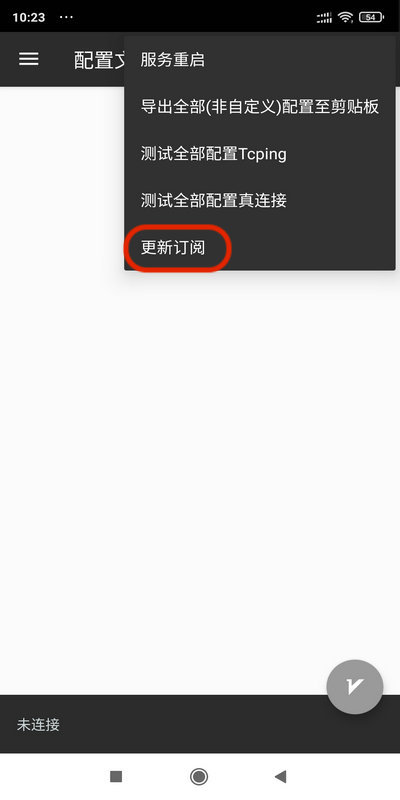 10:23 ... 54
配置文
服务重启
导出全部(非自定义)配置至剪贴板
测试全部配置Tcping
测试全部配置真连接
更新订阅
未连接